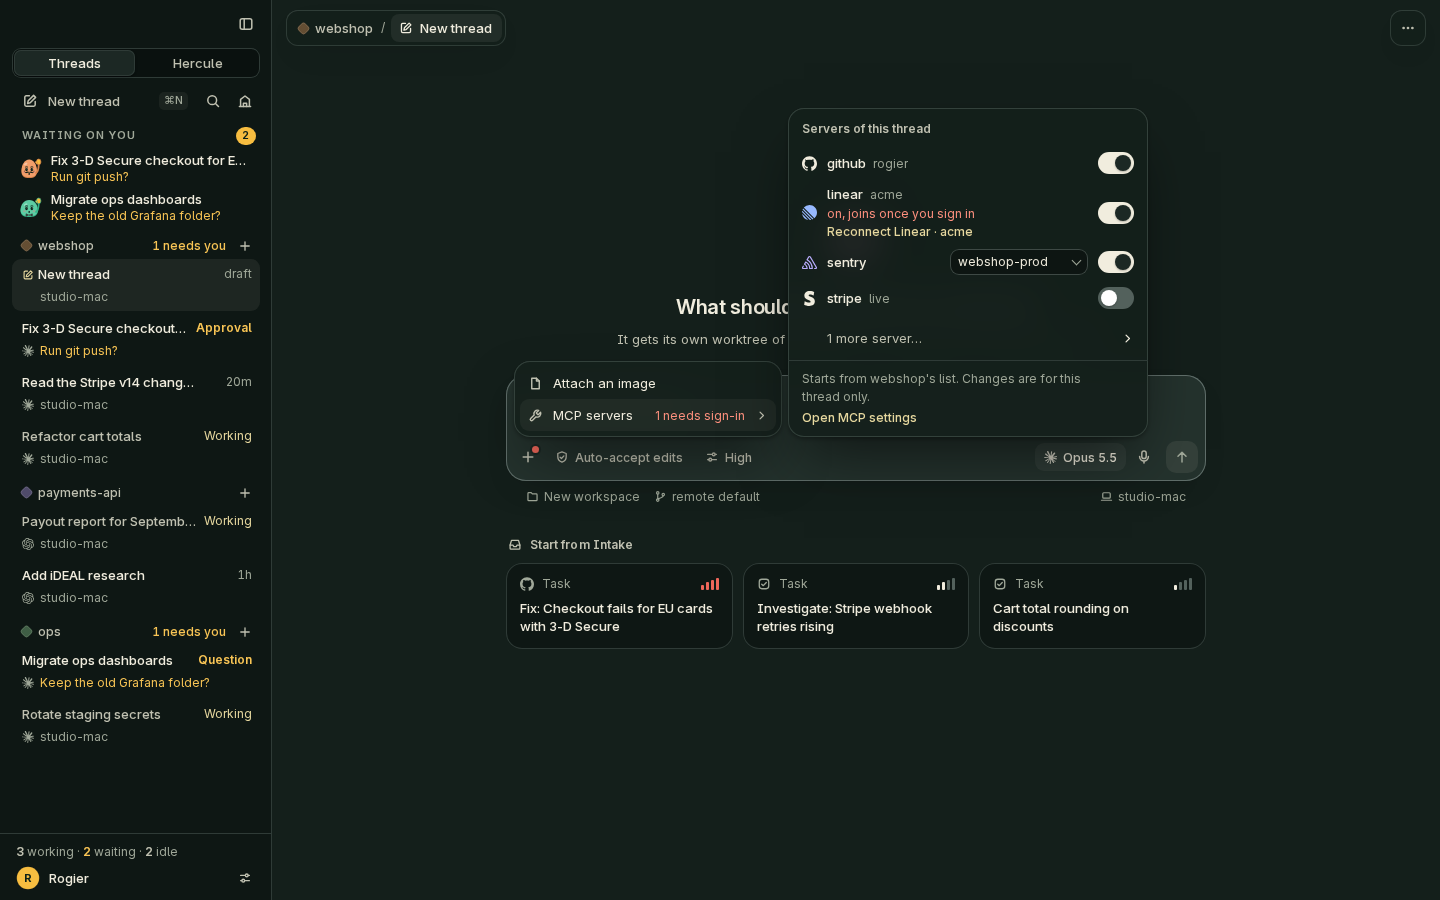 Threads
Hercule
New thread
⌘N
WAITING ON YOU
2
Fix 3-D Secure checkout for E…
Run git push?
Migrate ops dashboards
Keep the old Grafana folder?
webshop
1 needs you
New thread
draft
studio-mac
Fix 3-D Secure checkout…
Approval
Run git push?
Read the Stripe v14 chang…
20m
studio-mac
Refactor cart totals
Working
studio-mac
payments-api
Payout report for Septemb…
Working
studio-mac
Add iDEAL research
1h
studio-mac
ops
1 needs you
Migrate ops dashboards
Question
Keep the old Grafana folder?
Rotate staging secrets
Working
studio-mac
3 working · 2 waiting · 2 idle
R
Rogier
webshop / New thread
Servers of this thread
github rogier
linear acme
on, joins once you sign in
Reconnect Linear · acme
sentry
webshop-prod
stripe live
1 more server…
Starts from webshop's list. Changes are for this
thread only.
Open MCP settings
What should
It gets its own worktree of
Attach an image
MCP servers
1 needs sign-in
Auto-accept edits
High
Opus 5.5
New workspace
remote default
studio-mac
Start from Intake
Task
Fix: Checkout fails for EU cards
with 3-D Secure
Task
Investigate: Stripe webhook
retries rising
Task
Cart total rounding on
discounts